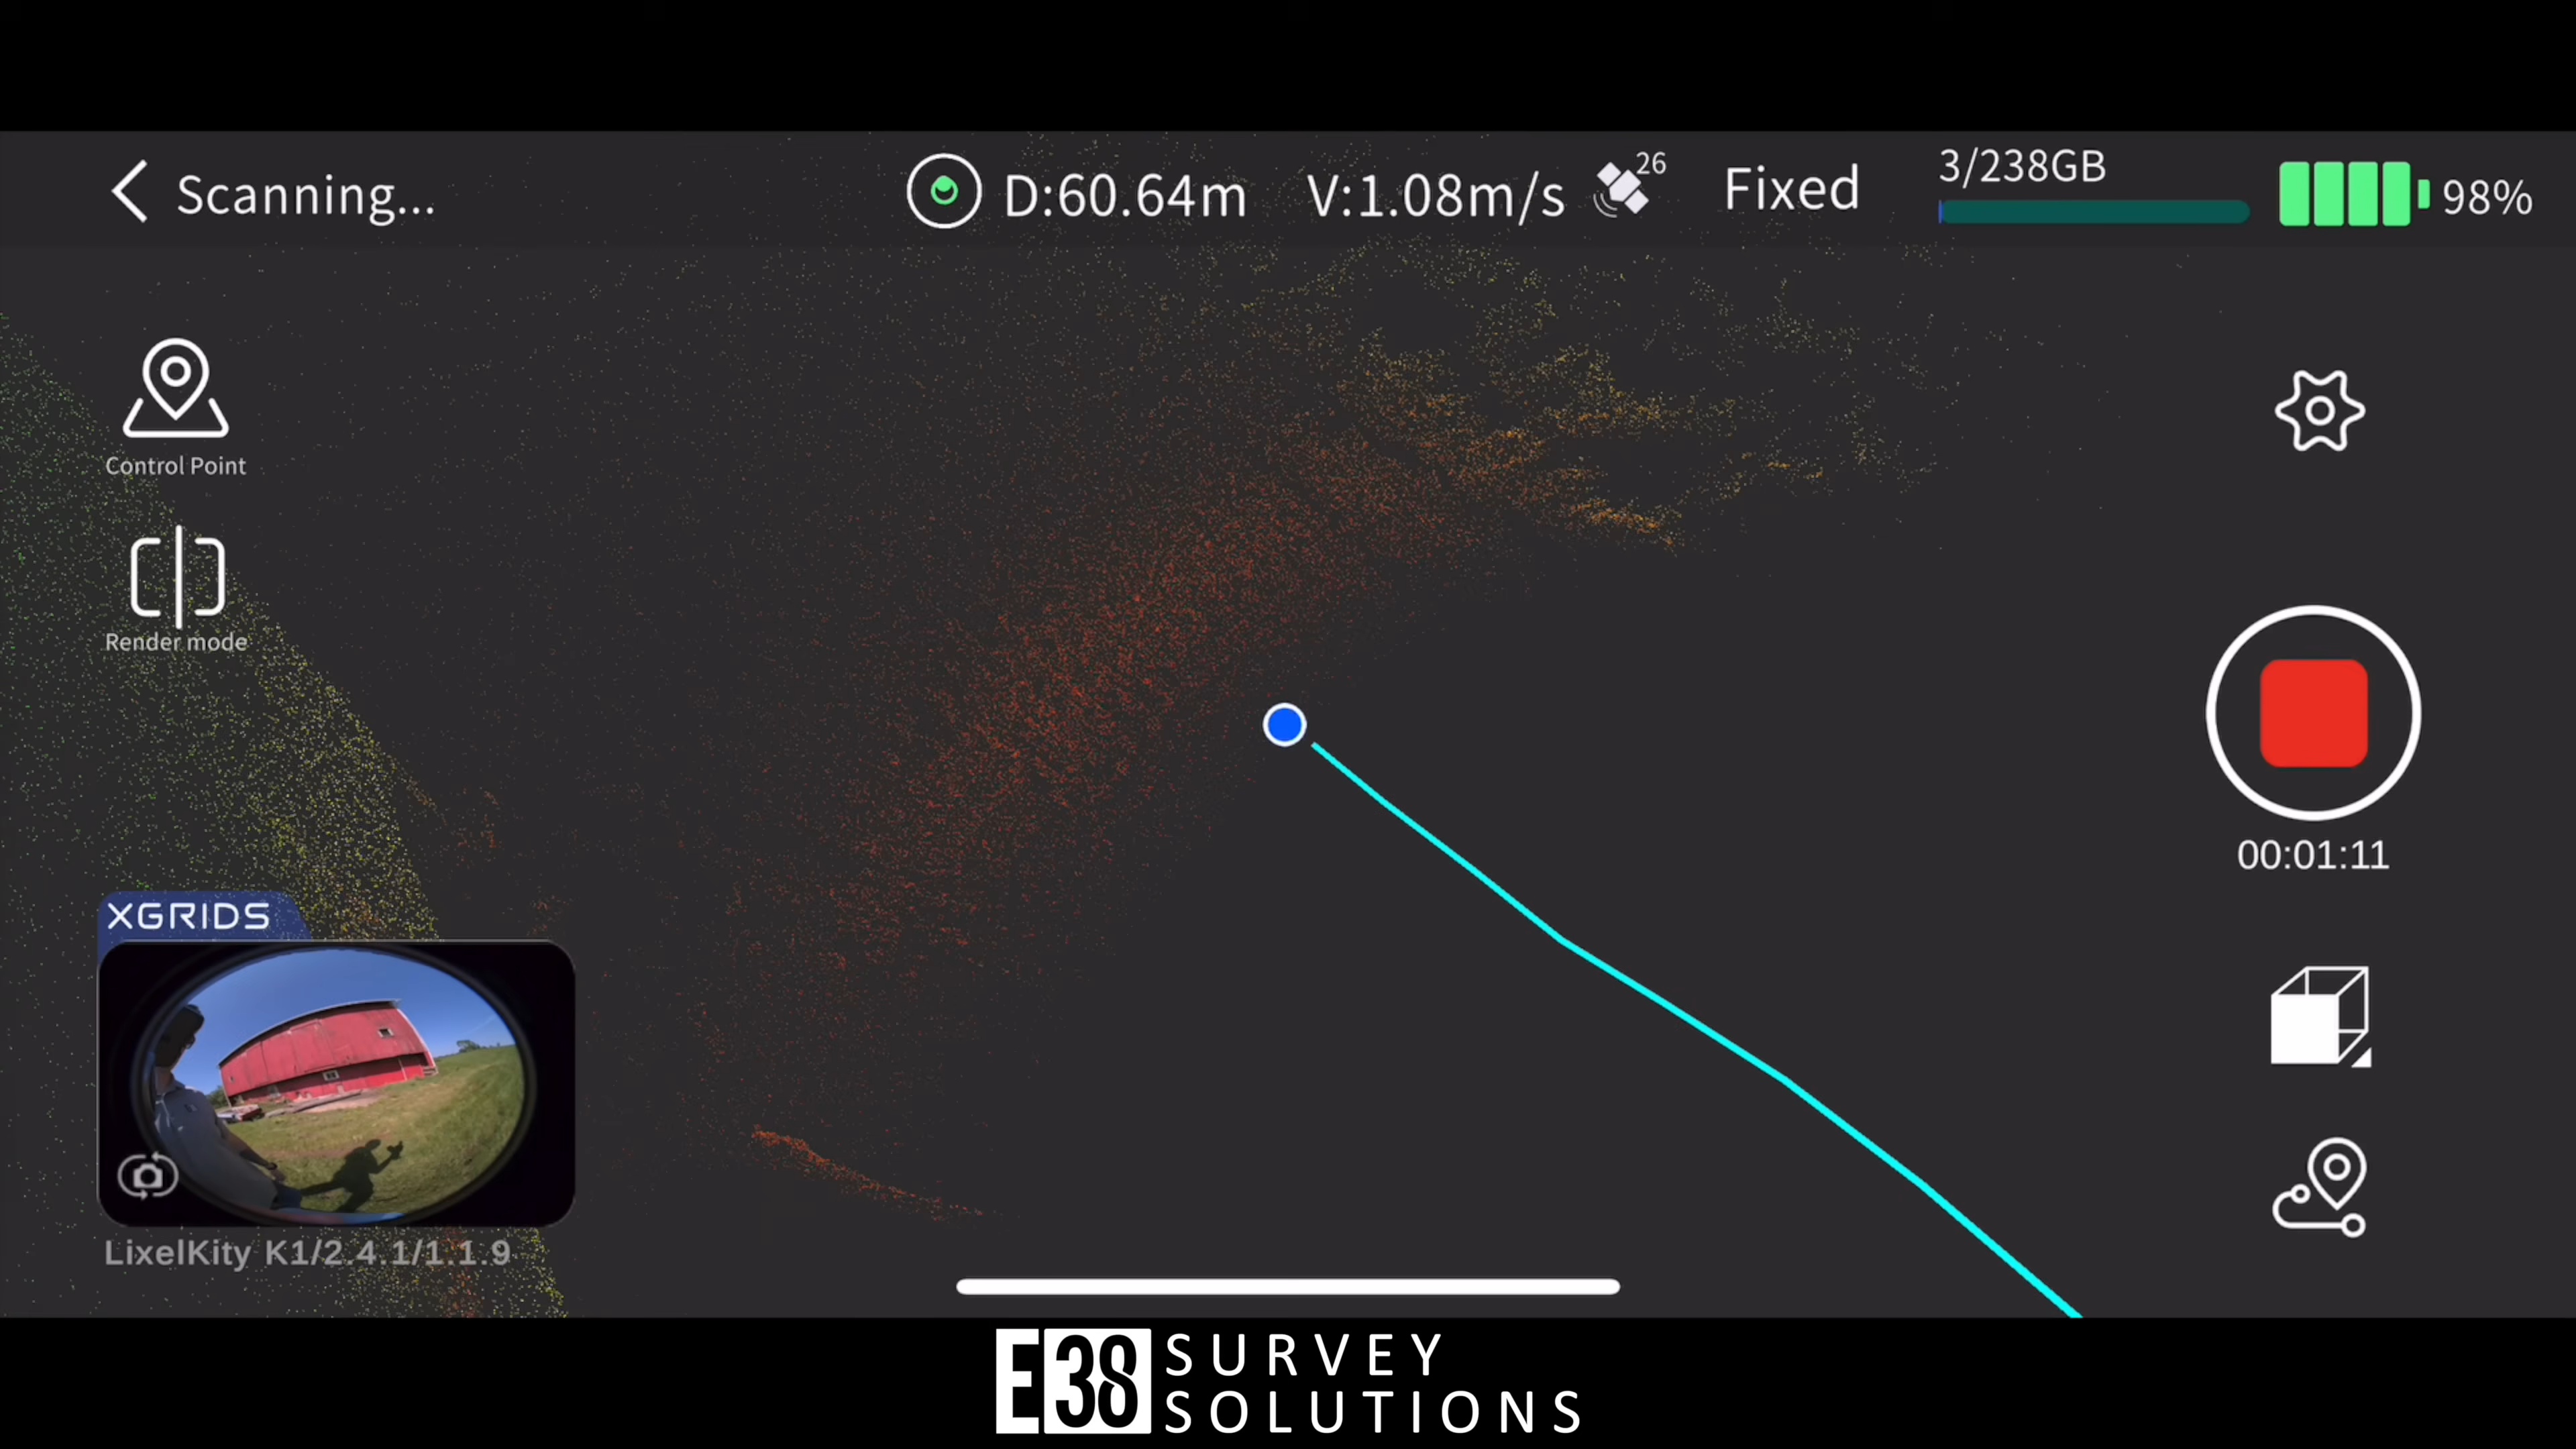 Scanning...
D:60.64m
V:1.08m/s
26
Fixed
3/238GB
98%
Control Point
Render mode
00:01:11
XGRIDS
LixelKity K1/2.4.1/1.1.9
E38 SURVEY
SOLUTIONS